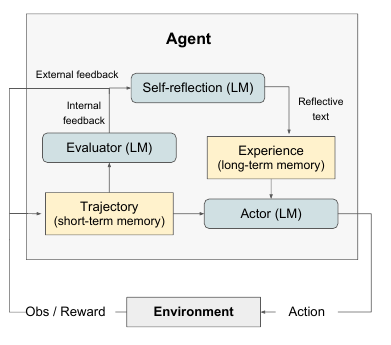 Agent
External feedback
Self-reflection (LM)
Internal
feedback
Reflective
text
Evaluator (LM)
Experience
(long-term memory)
Trajectory
(short-term memory)
Actor (LM)
Obs / Reward
Environment
Action